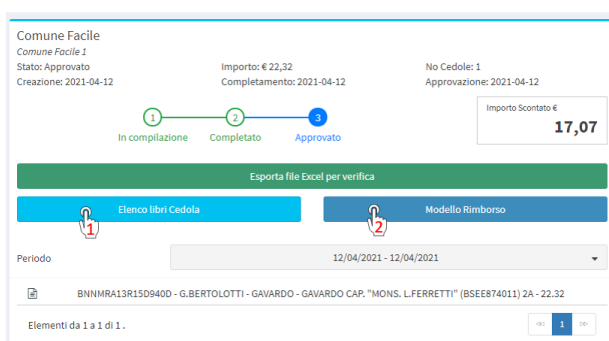 Comune Facile
Comune Facile 1
Stato: Approvato Importo: € 22,32 No Cedole: 1
Creazione: 2021-04-12 Completamento: 2021-04-12 Approvazione: 2021-04-12
1 2 3
In compilazione Completato Approvato
Importo Scontato €
17,07
Esporta file Excel per verifica
Elenco libri Cedola Modello Rimborso
1 2
Periodo 12/04/2021 - 12/04/2021
BNNMRA13R15D940D - G.BERTOLOTTI - GAVARDO - GAVARDO CAP. "MONS. L.FERRETTI" (BSEE874011) 2A - 22.32
Elementi da 1 a 1 di 1 . 1